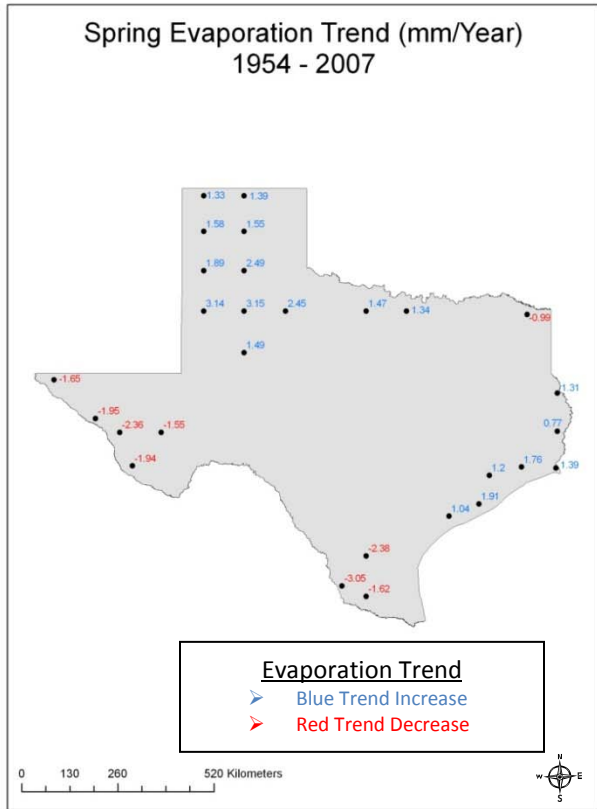 Spring Evaporation Trend (mm/Year)
1954 - 2007
1.33 1.39
1.58 1.55
1.89 2.49
3.14 3.15 2.45 1.47 1.34 -0.99
1.49
-1.65
1.31
-1.95
-2.36 -1.55
0.77
-1.94
1.2 1.76 1.39
1.04 1.91
-2.38
-3.05
-1.62
Evaporation Trend
➢ Blue Trend Increase
➢ Red Trend Decrease
0 130 260 520 Kilometers
N
W E
S